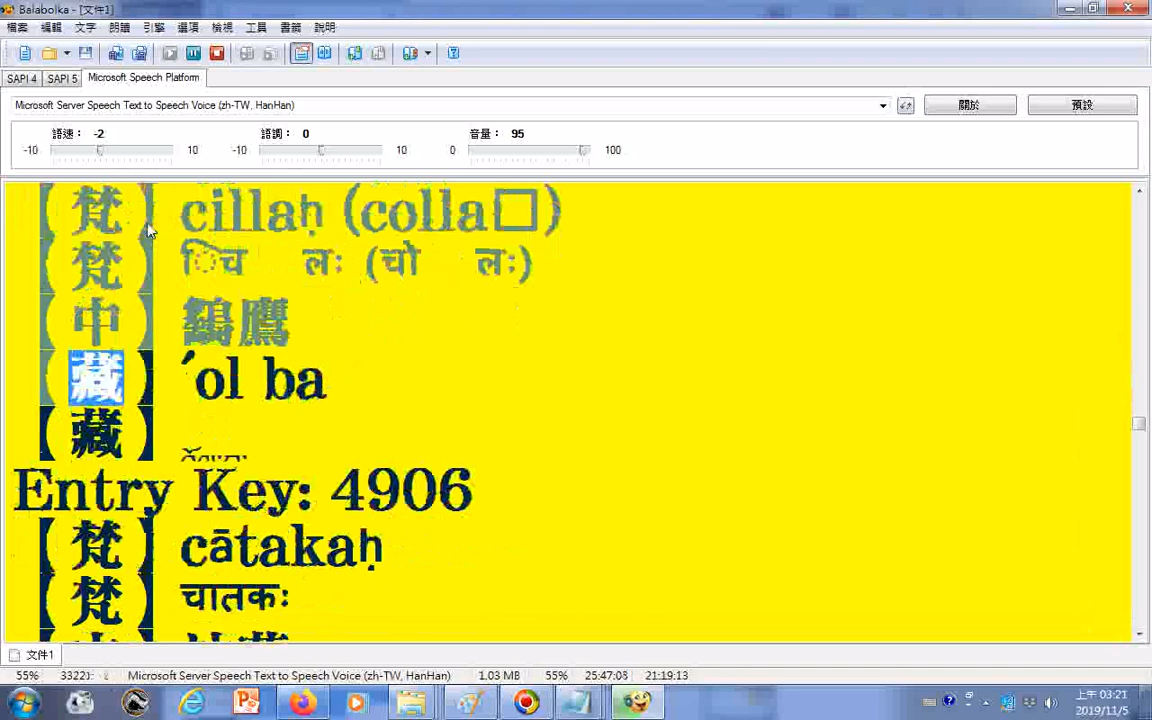 Balabolka - [文件1]
檔案 編輯 文字 朗讀 引擎 選項 檢視 工具 書籤 說明
SAPI 4 SAPI 5 Microsoft Speech Platform
Microsoft Server Speech Text to Speech Voice (zh-TW, HanHan) 關於 預設
語速： -2 語調： 0 音量： 95
-10 10 -10 10 0 100
【梵】 cillaḥ (colla□)
【梵】 िच लः (चो लः)
【中】 鷂鷹
【藏】 ′ol ba
【藏】
Entry Key: 4906
【梵】 cātakaḥ
【梵】 चातकः
文件1
55% Microsoft Server Speech Text to Speech Voice (zh-TW, HanHan) 1.03 MB 55% 25:47:08 21:19:13
上午 03:21
2019/11/5